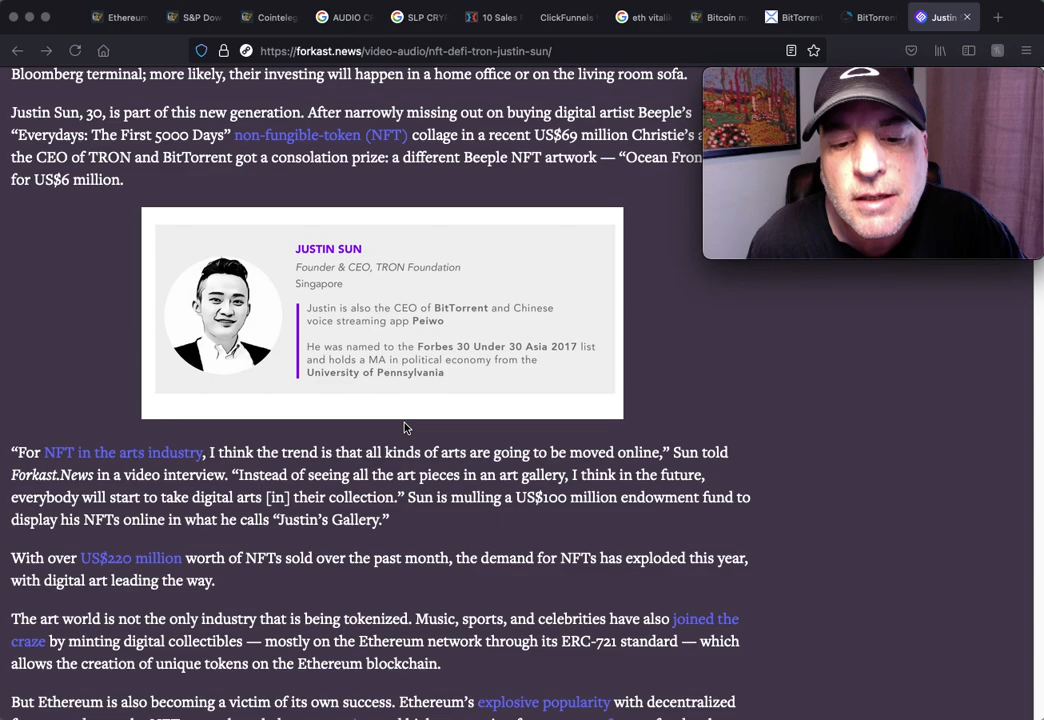 Ethereum
S&P Dow
Cointeleg
AUDIO C
SLP CRY
10 Sales
ClickFunnels
eth vitali
Bitcoin m
BitTorrent
BitTorren
Justin
https://forkast.news/video-audio/nft-defi-tron-justin-sun/
Bloomberg terminal; more likely, their investing will happen in a home office or on the living room sofa.
Justin Sun, 30, is part of this new generation. After narrowly missing out on buying digital artist Beeple's
“Everydays: The First 5000 Days” non-fungible-token (NFT) collage in a recent US$69 million Christie's
the CEO of TRON and BitTorrent got a consolation prize: a different Beeple NFT artwork — “Ocean Fron
for US$6 million.
JUSTIN SUN
Founder & CEO, TRON Foundation
Singapore
Justin is also the CEO of BitTorrent and Chinese
voice streaming app Peiwo
He was named to the Forbes 30 Under 30 Asia 2017 list
and holds a MA in political economy from the
University of Pennsylvania
“For NFT in the arts industry, I think the trend is that all kinds of arts are going to be moved online,” Sun told
Forkast.News in a video interview. “Instead of seeing all the art pieces in an art gallery, I think in the future,
everybody will start to take digital arts [in] their collection.” Sun is mulling a US$100 million endowment fund to
display his NFTs online in what he calls “Justin's Gallery.”
With over US$220 million worth of NFTs sold over the past month, the demand for NFTs has exploded this year,
with digital art leading the way.
The art world is not the only industry that is being tokenized. Music, sports, and celebrities have also joined the
craze by minting digital collectibles — mostly on the Ethereum network through its ERC-721 standard — which
allows the creation of unique tokens on the Ethereum blockchain.
But Ethereum is also becoming a victim of its own success. Ethereum's explosive popularity with decentralized